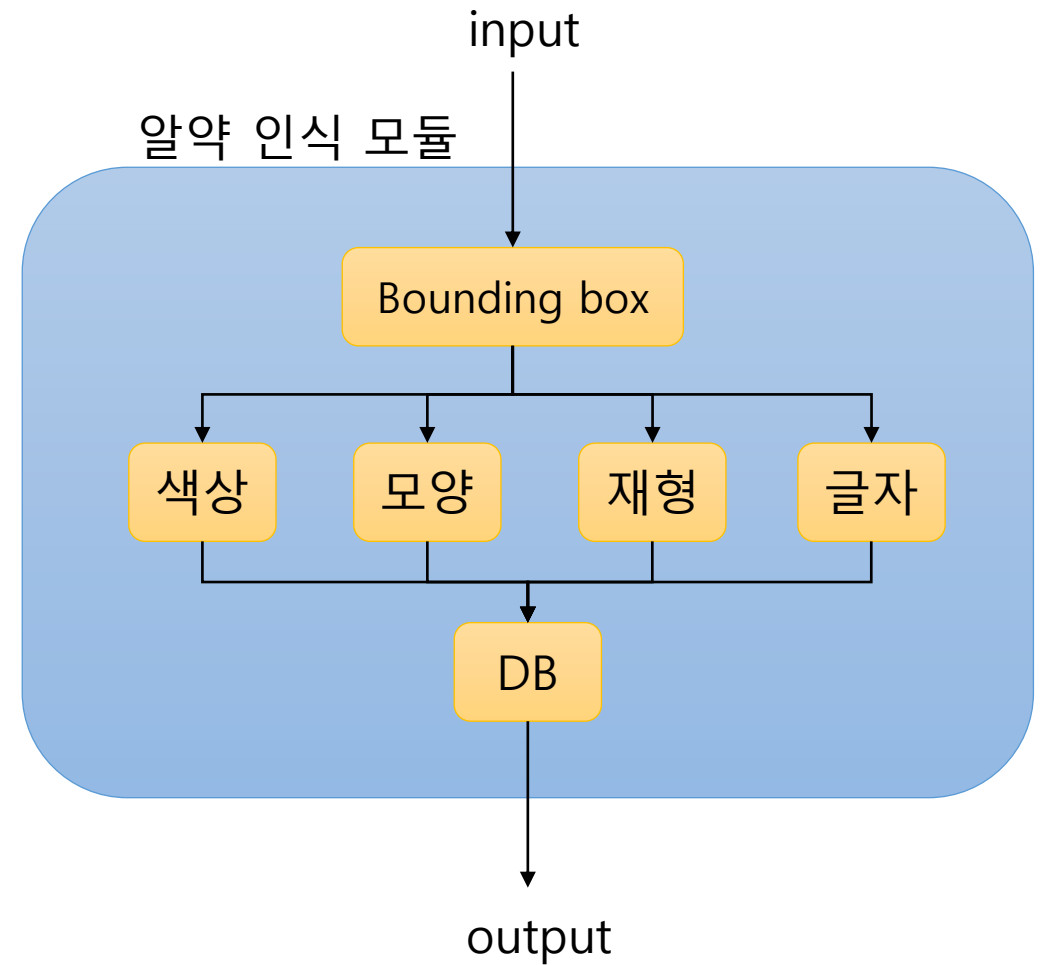 input
알약 인식 모듈
Bounding box
색상
모양
재형
글자
DB
output